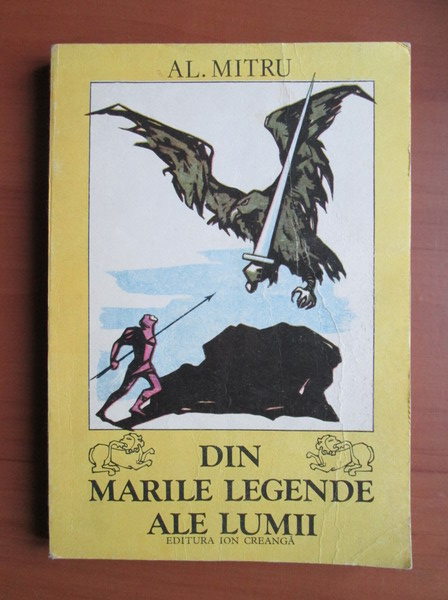 AL. MITRU
DIN
MARILE LEGENDE
ALE LUMII
EDITURA ION CREANGĂ